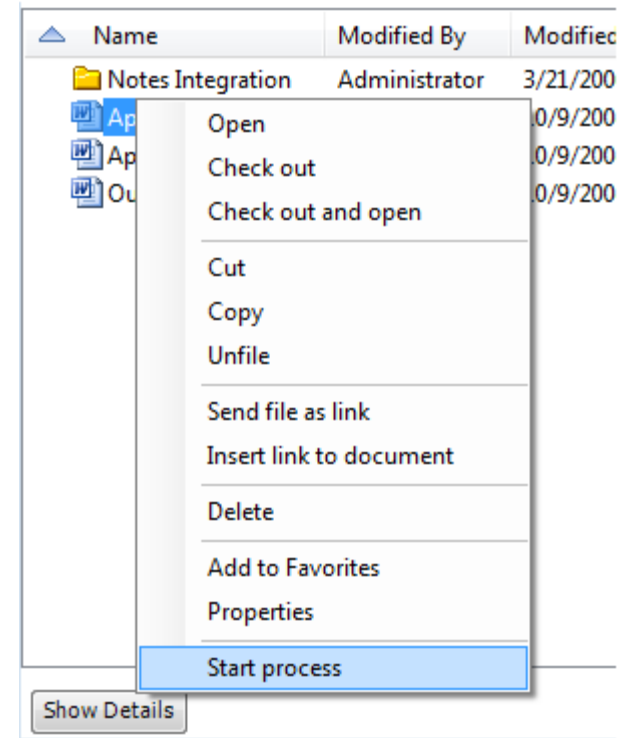 Name Modified By Modified
Notes Integration Administrator 3/21/200
Ap 0/9/200
Ap 0/9/200
Ou 0/9/200
Open
Check out
Check out and open
Cut
Copy
Unfile
Send file as link
Insert link to document
Delete
Add to Favorites
Properties
Start process
Show Details